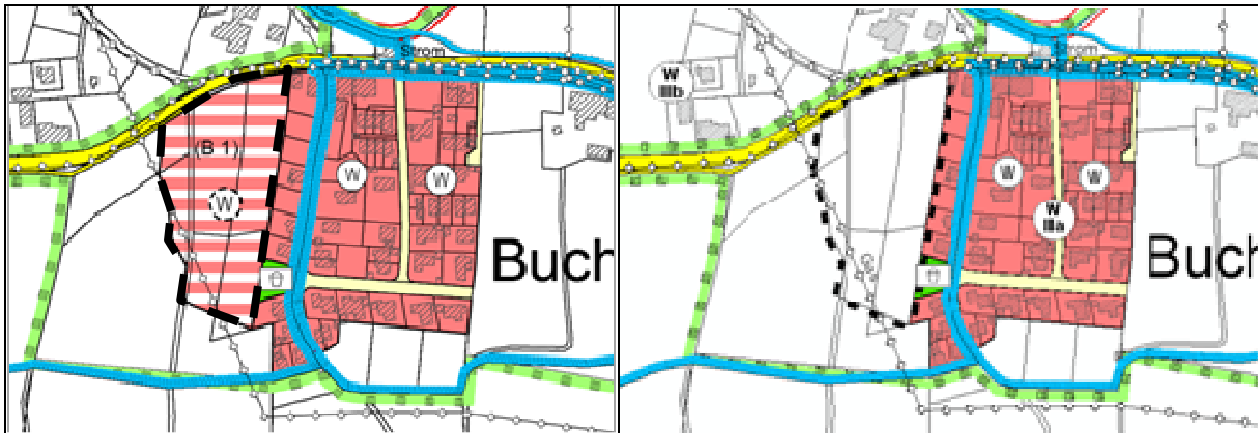 Strom
(B 1)
W
W
W
Buch
Strom
W
IIIb
W
W
W
IIIa
Buch